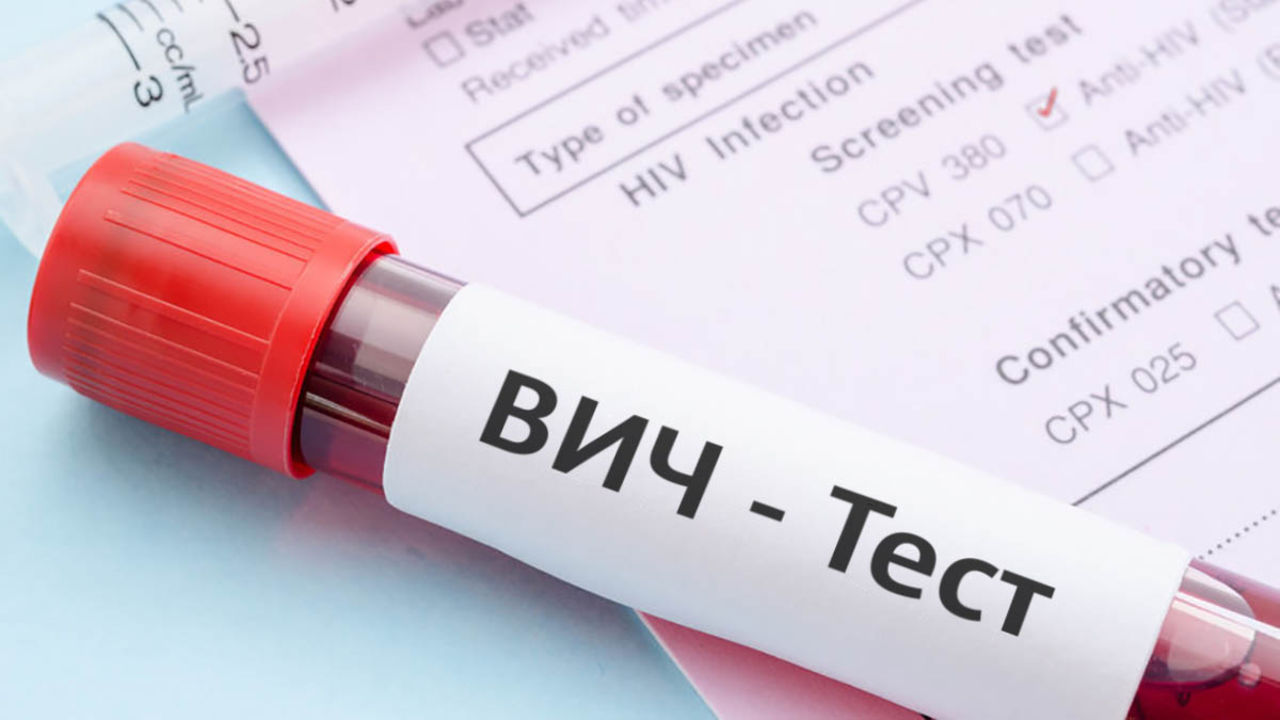 2.5
3
cc/mL
Stat
Received
Type of specimen
HIV Infection
Screening test
CPV 380
Anti-HIV
CPX 070
Anti-HIV
Confirmatory
CPX 025
ВИЧ - Тест